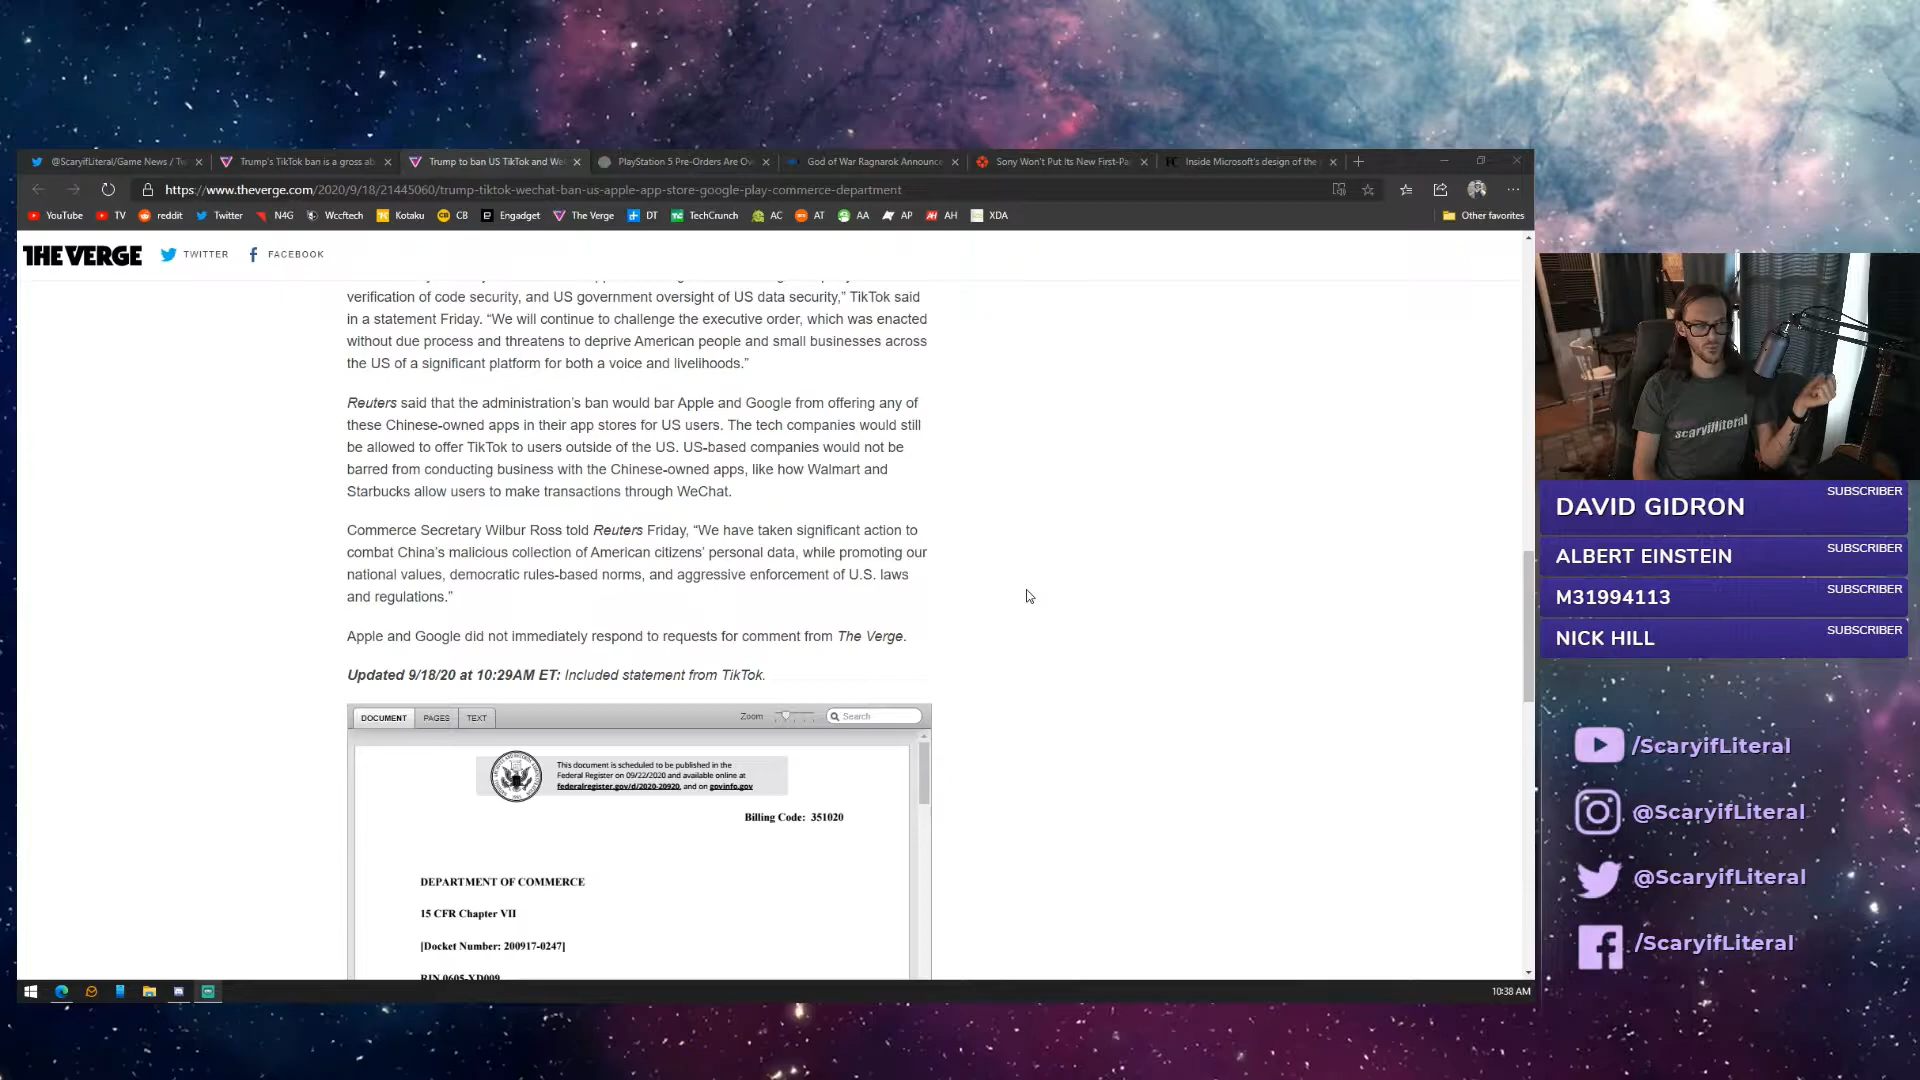 @ScaryifLiteral/Game News / Tw
Trump's TikTok ban is a gross ab
Trump to ban US TikTok and We
PlayStation 5 Pre-Orders Are Ov
God of War Ragnarok Announce
Sony Won't Put Its New First-Par
Inside Microsoft's design of the
https://www.theverge.com/2020/9/18/21445060/trump-tiktok-wechat-ban-us-apple-app-store-google-play-commerce-department
YouTube TV reddit Twitter N4G Wccftech Kotaku CB Engadget The Verge DT TechCrunch AC AT AA AP AH XDA Other favorites
THE VERGE TWITTER FACEBOOK
verification of code security, and US government oversight of US data security,” TikTok said
in a statement Friday. “We will continue to challenge the executive order, which was enacted
without due process and threatens to deprive American people and small businesses across
the US of a significant platform for both a voice and livelihoods.”
Reuters said that the administration’s ban would bar Apple and Google from offering any of
these Chinese-owned apps in their app stores for US users. The tech companies would still
be allowed to offer TikTok to users outside of the US. US-based companies would not be
barred from conducting business with the Chinese-owned apps, like how Walmart and
Starbucks allow users to make transactions through WeChat.
Commerce Secretary Wilbur Ross told Reuters Friday, “We have taken significant action to
combat China’s malicious collection of American citizens’ personal data, while promoting our
national values, democratic rules-based norms, and aggressive enforcement of U.S. laws
and regulations.”
Apple and Google did not immediately respond to requests for comment from The Verge.
Updated 9/18/20 at 10:29AM ET: Included statement from TikTok.
DOCUMENT PAGES TEXT Zoom Search
This document is scheduled to be published in the
Federal Register on 09/22/2020 and available online at
federalregister.gov/d/2020-20920, and on govinfo.gov
Billing Code: 351020
DEPARTMENT OF COMMERCE
15 CFR Chapter VII
[Docket Number: 200917-0247]
RIN 0605-XD009
10:38 AM
scaryifliteral
DAVID GIDRON SUBSCRIBER
ALBERT EINSTEIN SUBSCRIBER
M31994113 SUBSCRIBER
NICK HILL SUBSCRIBER
/ScaryifLiteral
@ScaryifLiteral
@ScaryifLiteral
/ScaryifLiteral